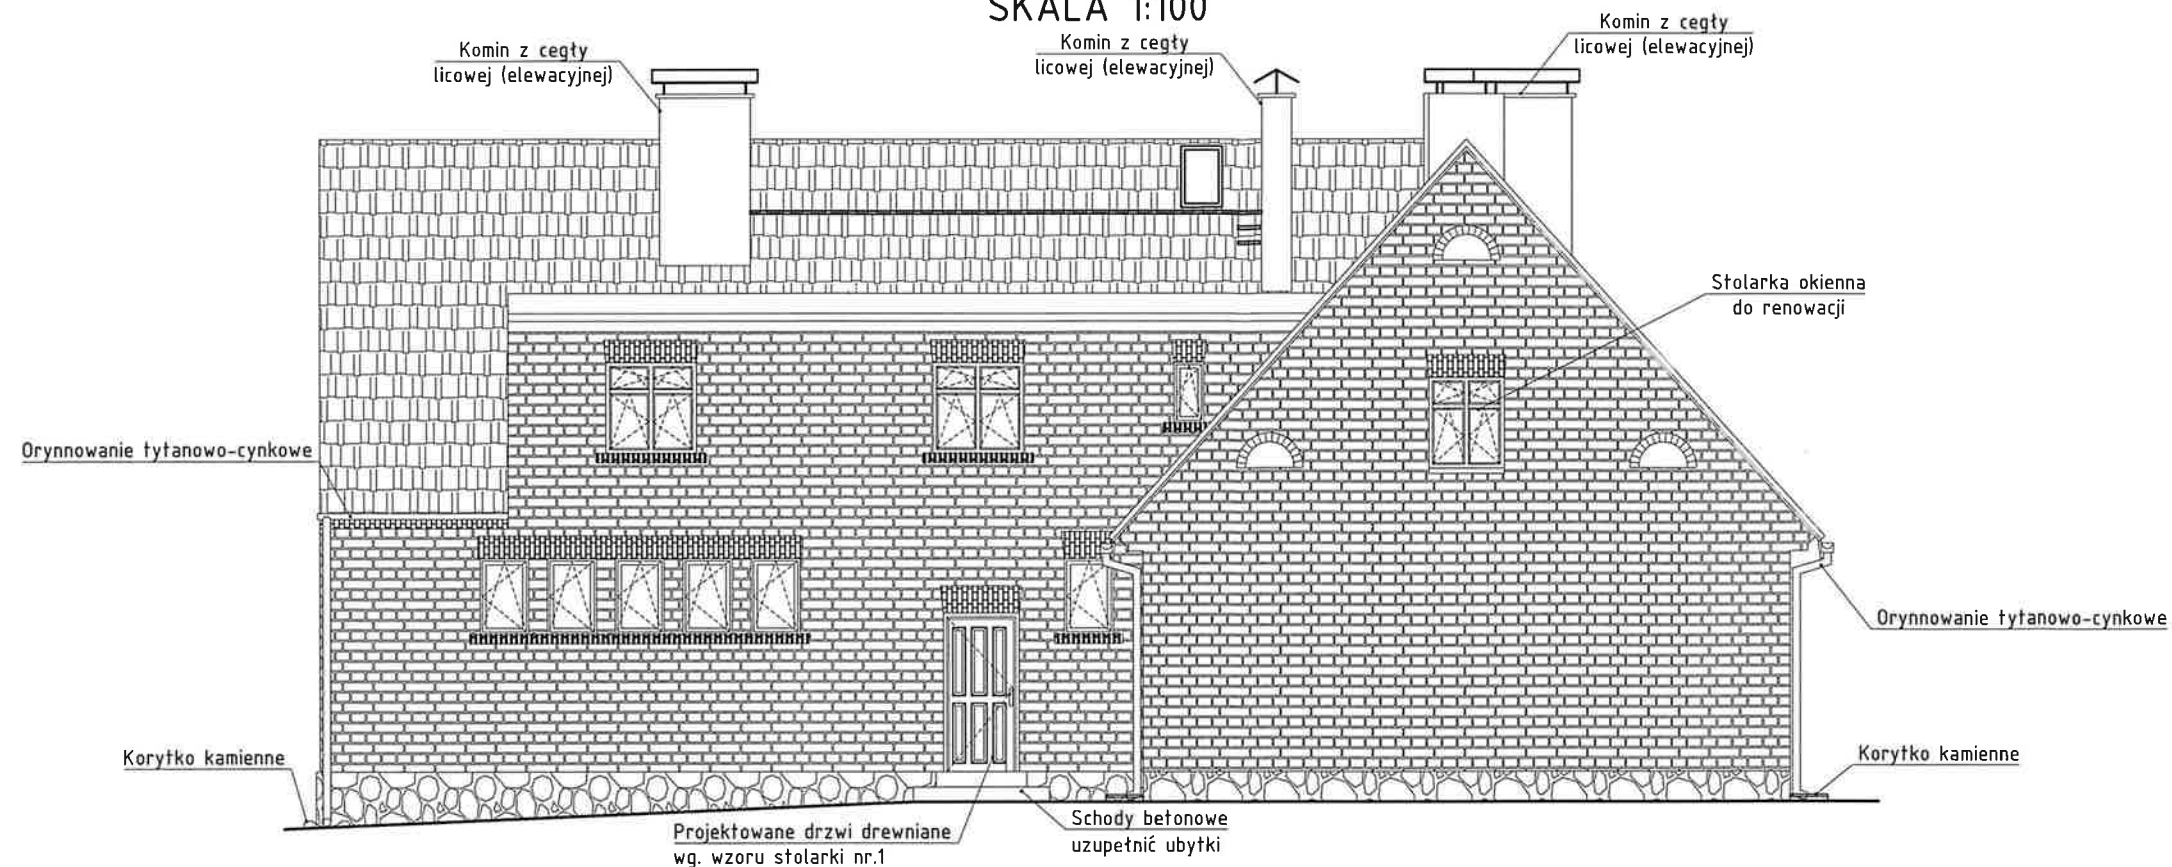 SKALA 1:100
Komin z cegły
licowej (elewacyjnej)
Komin z cegły
licowej (elewacyjnej)
Komin z cegły
licowej (elewacyjnej)
Stolarka okienna
do renowacji
Orynnowanie tytanowo-cynkowe
Orynnowanie tytanowo-cynkowe
Korytko kamienne
Korytko kamienne
Projektowane drzwi drewniane
wg. wzoru stolarki nr.1
Schody betonowe
uzupełnić ubytki